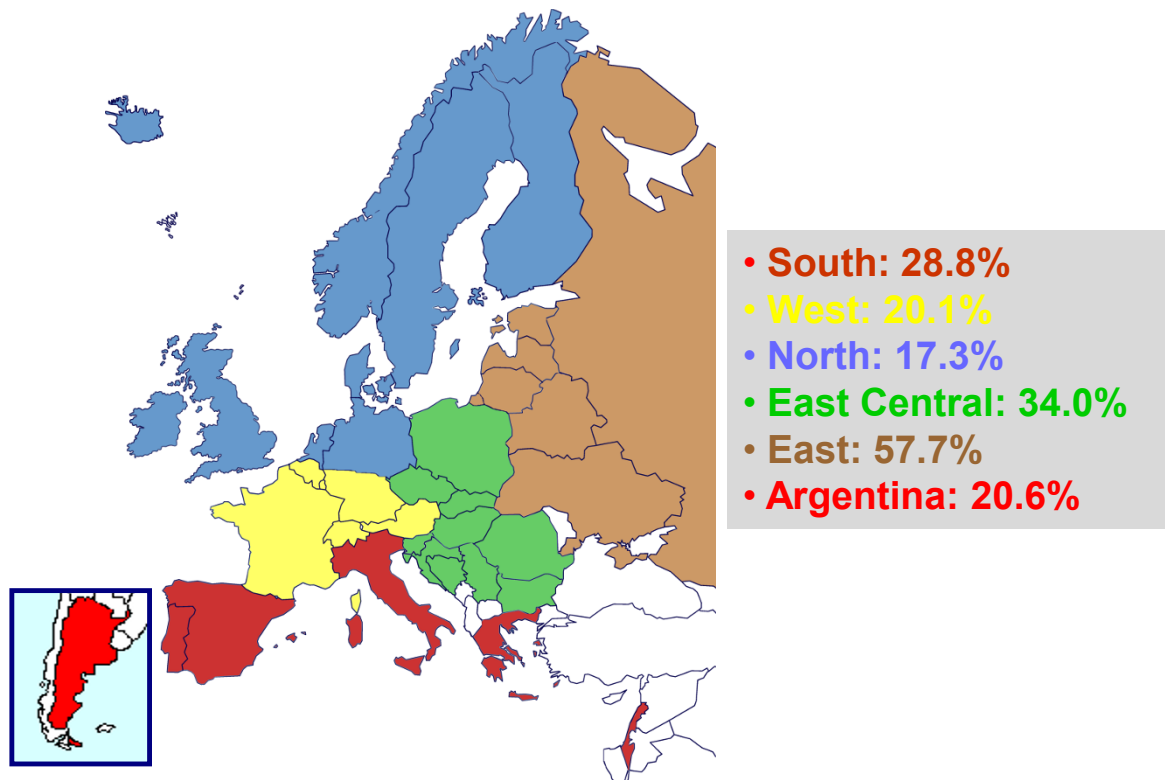 • South: 28.8%
• West: 20.1%
• North: 17.3%
• East Central: 34.0%
• East: 57.7%
• Argentina: 20.6%